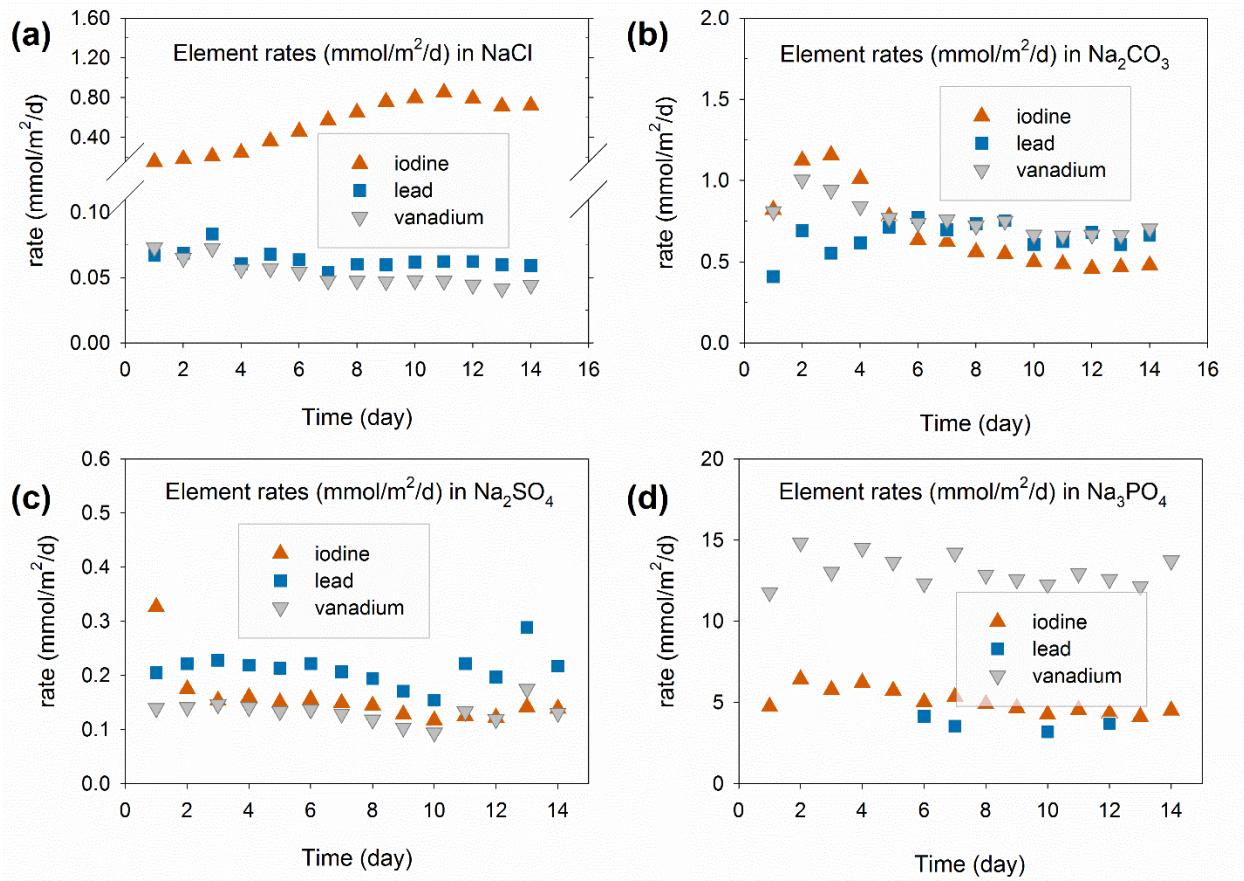 (a)
Element rates (mmol/m²/d) in NaCl
rate (mmol/m²/d)
1.60
1.20
0.80
0.40
0.10
0.05
0.00
iodine
lead
vanadium
0 2 4 6 8 10 12 14 16
Time (day)
(b)
Element rates (mmol/m²/d) in Na₂CO₃
rate (mmol/m²/d)
2.0
1.5
1.0
0.5
0.0
iodine
lead
vanadium
0 2 4 6 8 10 12 14 16
Time (day)
(c)
Element rates (mmol/m²/d) in Na₂SO₄
rate (mmol/m²/d)
0.6
0.5
0.4
0.3
0.2
0.1
0.0
iodine
lead
vanadium
0 2 4 6 8 10 12 14
Time (day)
(d)
Element rates (mmol/m²/d) in Na₃PO₄
rate (mmol/m²/d)
20
15
10
5
0
iodine
lead
vanadium
0 2 4 6 8 10 12 14
Time (day)